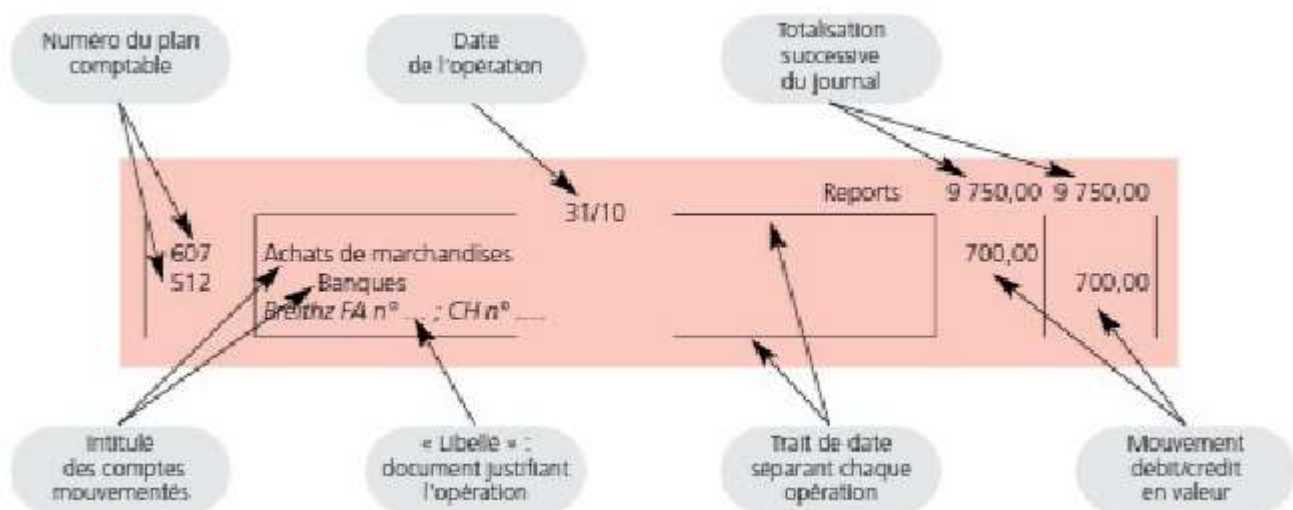 Numéro du plan
comptable
Date
de l'opération
Totalisation
successive
du journal
Reports 9 750,00 9 750,00
31/10
607 Achats de marchandises 700,00
512 Banques 700,00
Breithz FA n° .... ; CH n° .....
Intitulé
des comptes
mouvementés
« Libellé » :
document justifiant
l'opération
Trait de date
séparant chaque
opération
Mouvement
débit/crédit
en valeur